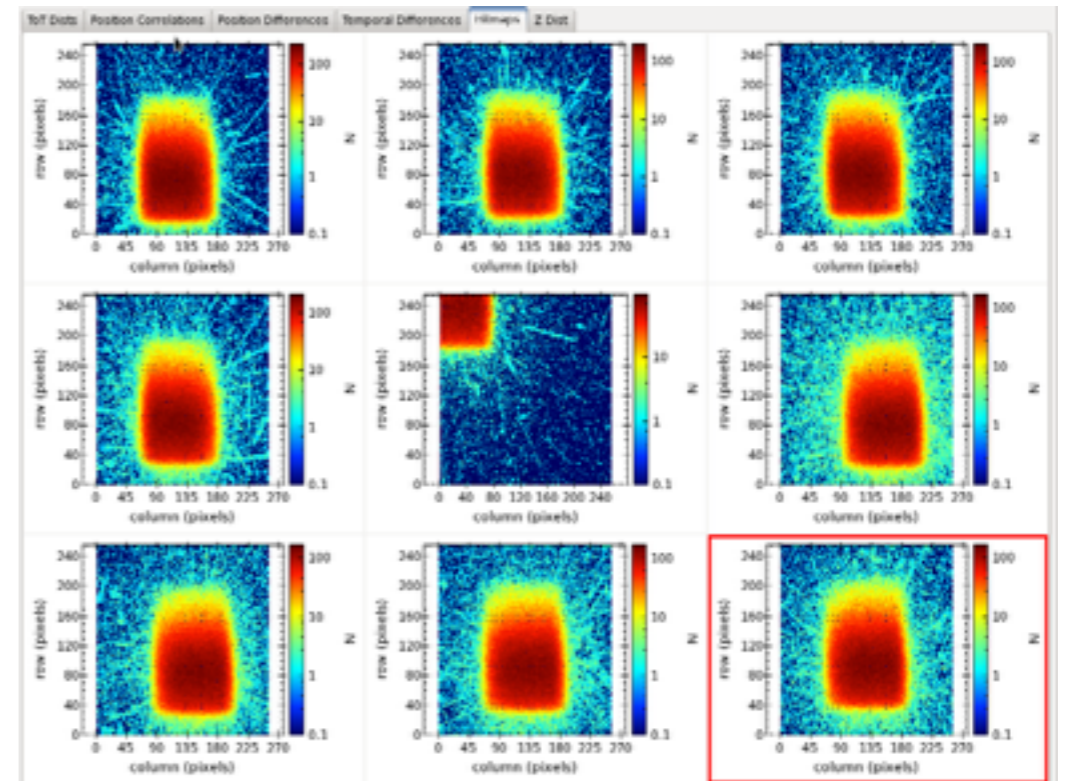 ToT Dists Position Correlations Position Differences Temporal Differences Hitmaps Z Dist
240
200
160
120
80
40
0
row (pixels)
0 45 90 135 180 225 270
column (pixels)
100
10
1
0.1
N
240
200
160
120
80
40
0
row (pixels)
0 45 90 135 180 225 270
column (pixels)
100
10
1
0.1
N
240
200
160
120
80
40
0
row (pixels)
0 45 90 135 180 225 270
column (pixels)
100
10
1
0.1
N
240
200
160
120
80
40
0
row (pixels)
0 45 90 135 180 225 270
column (pixels)
100
10
1
0.1
N
240
200
160
120
80
40
0
row (pixels)
0 40 80 120 160 200 240
column (pixels)
10
1
0.1
N
240
200
160
120
80
40
0
row (pixels)
0 45 90 135 180 225 270
column (pixels)
100
10
1
0.1
N
240
200
160
120
80
40
0
row (pixels)
0 45 90 135 180 225 270
column (pixels)
100
10
1
0.1
N
240
200
160
120
80
40
0
row (pixels)
0 45 90 135 180 225 270
column (pixels)
100
10
1
0.1
N
240
200
160
120
80
40
0
row (pixels)
0 45 90 135 180 225 270
column (pixels)
100
10
1
0.1
N